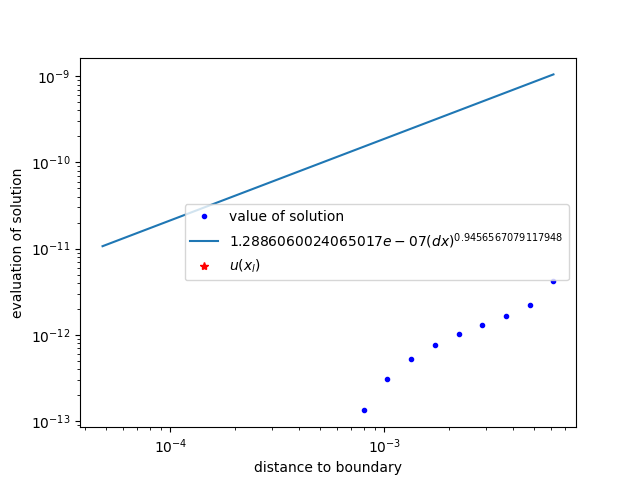 10⁻⁹
10⁻¹⁰
10⁻¹¹
10⁻¹²
10⁻¹³
evaluation of solution
value of solution
1.2886060024065017e − 07(dx)^0.9456567079117948
u(x_l)
10⁻⁴
10⁻³
distance to boundary